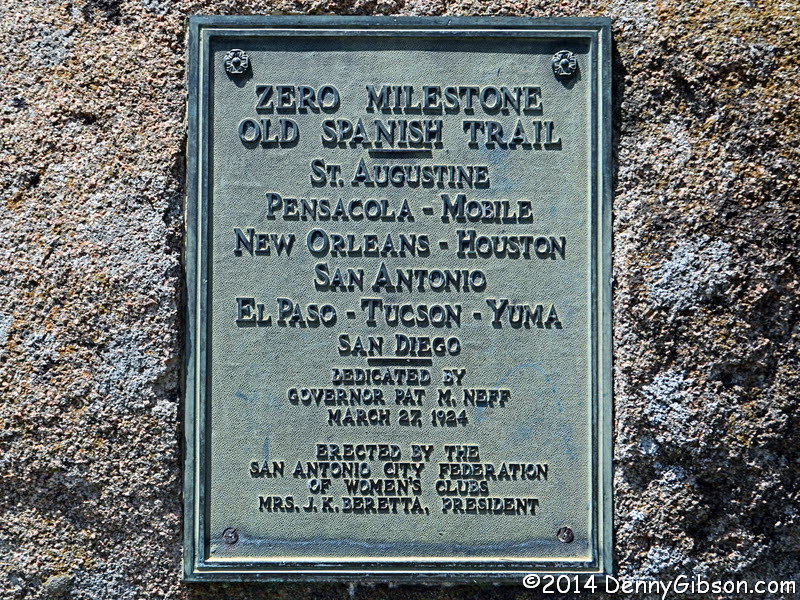 ZERO MILESTONE
OLD SPANISH TRAIL
ST. AUGUSTINE
PENSACOLA - MOBILE
NEW ORLEANS - HOUSTON
SAN ANTONIO
EL PASO - TUCSON - YUMA
SAN DIEGO
DEDICATED BY
GOVERNOR PAT M. NEFF
MARCH 27, 1924
ERECTED BY THE
SAN ANTONIO CITY FEDERATION
OF WOMEN'S CLUBS
MRS. J. K. BERETTA, PRESIDENT
©2014 DennyGibson.com